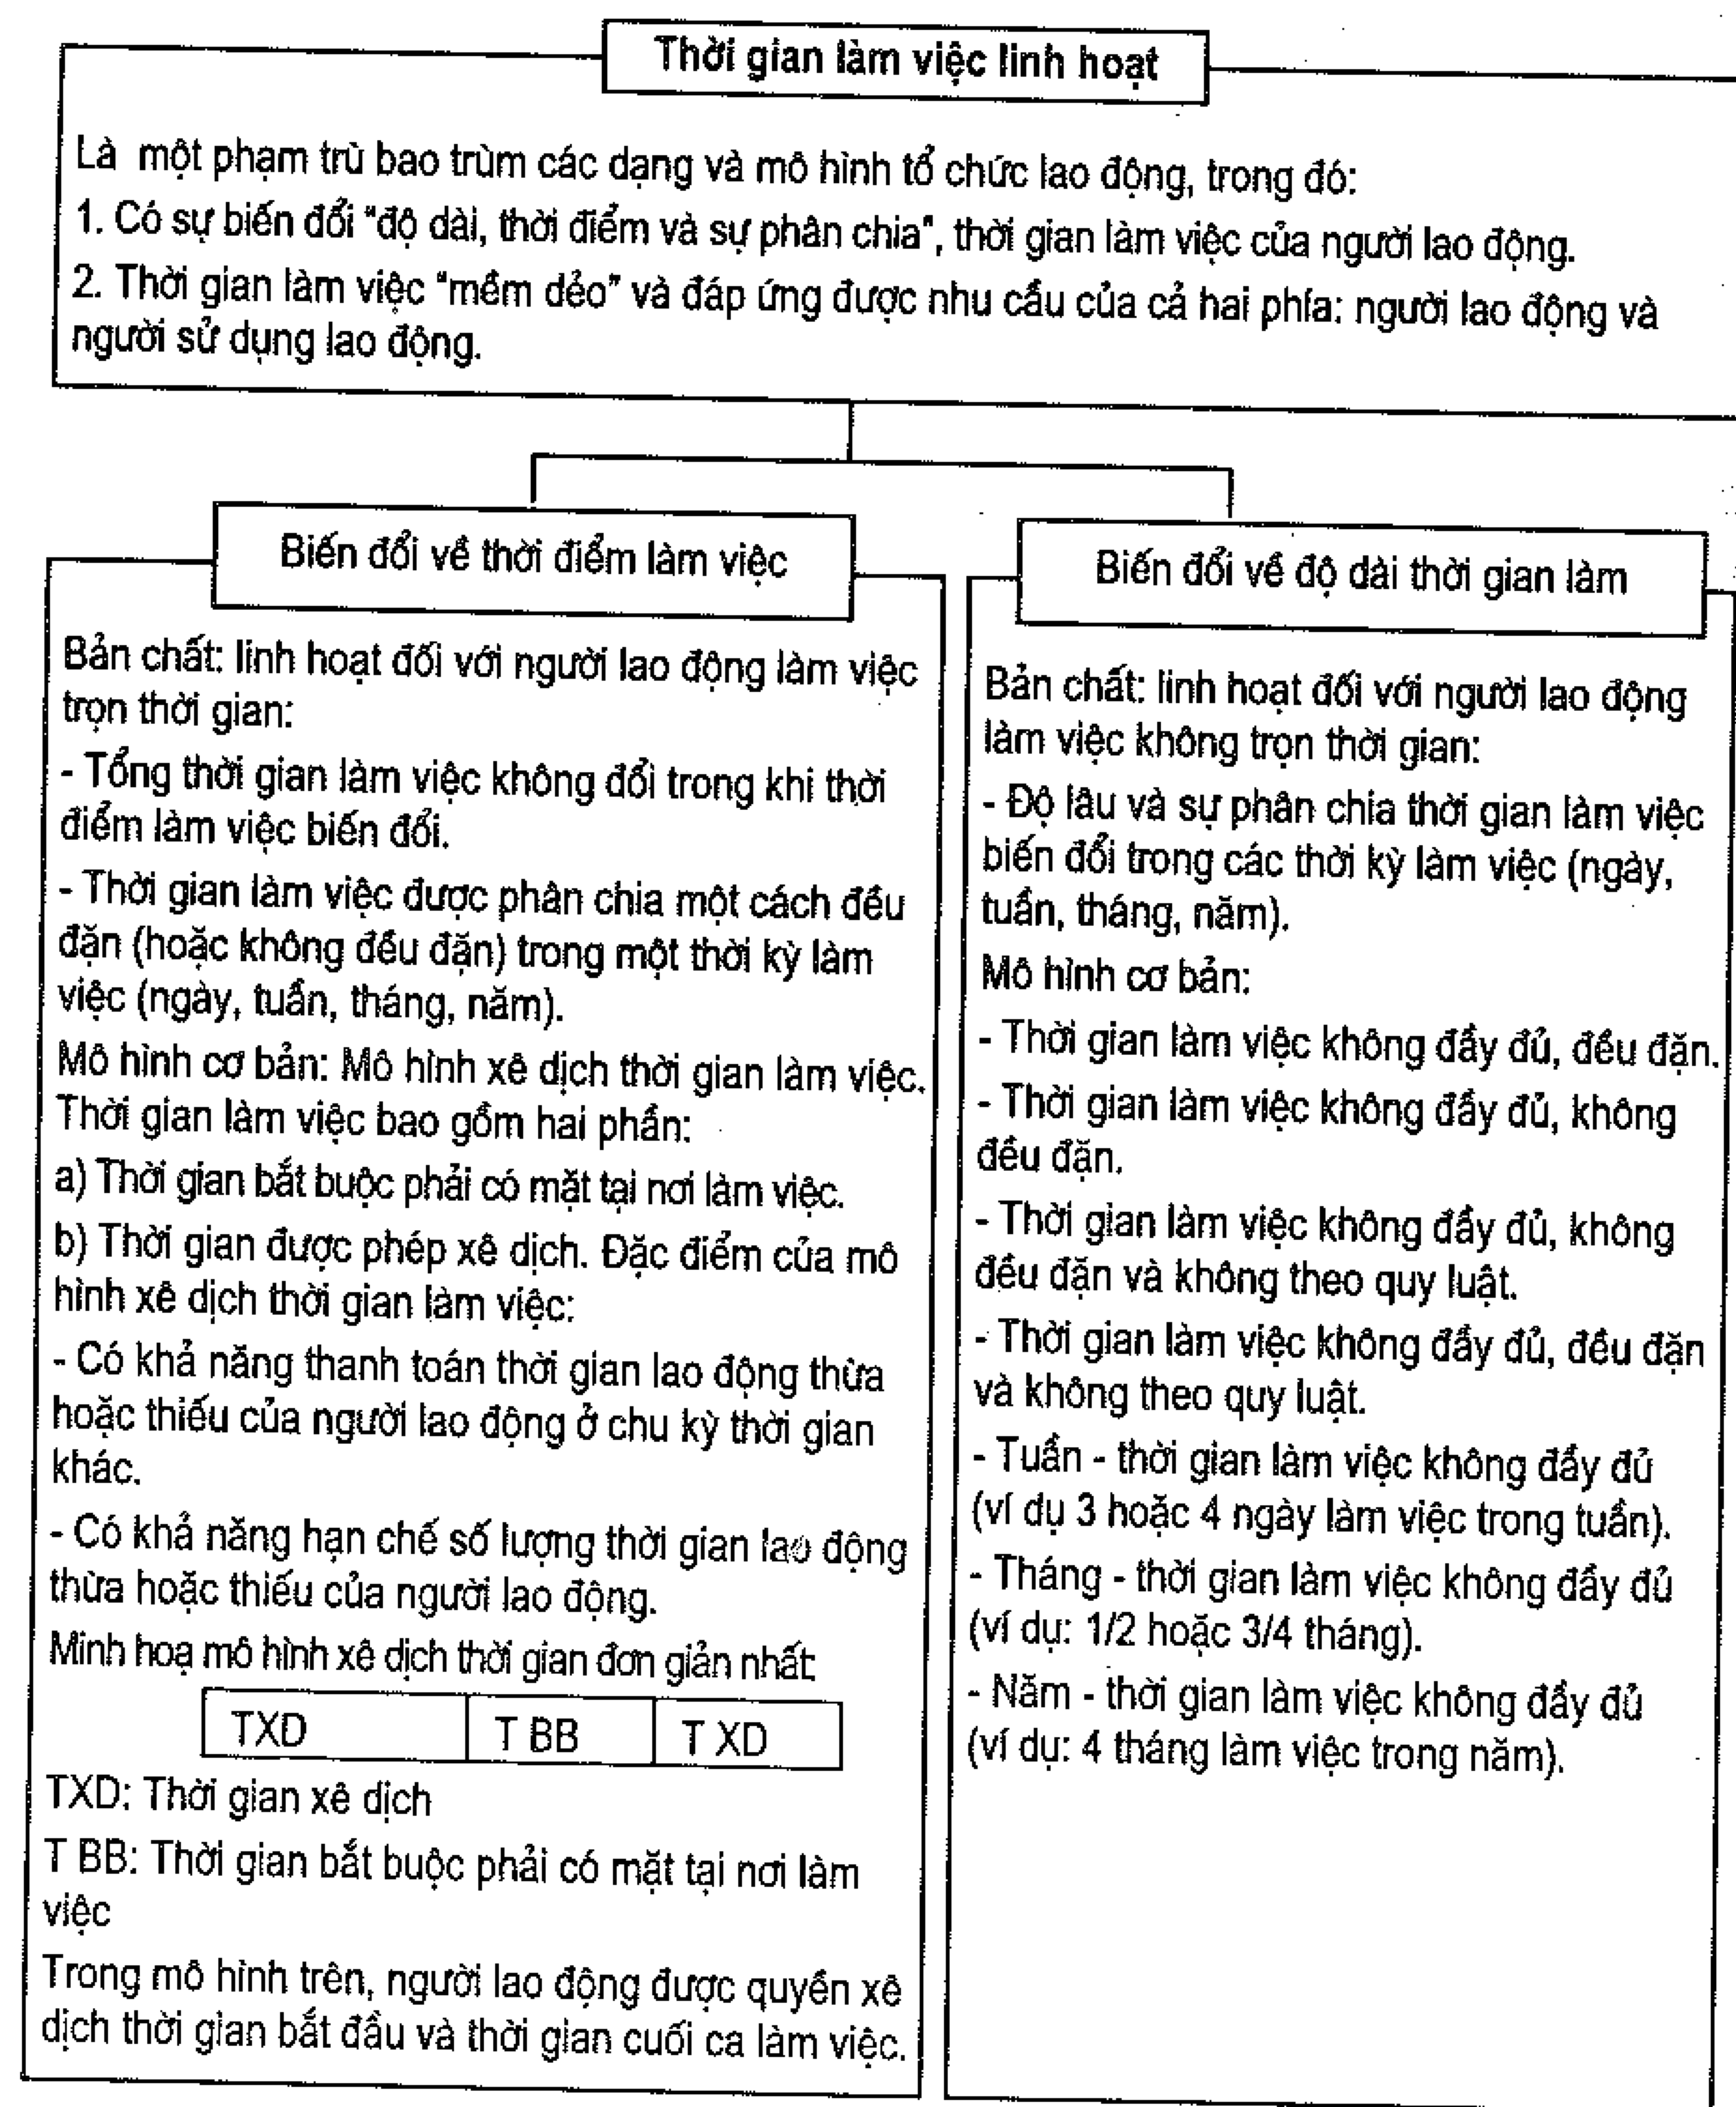 Thời gian làm việc linh hoạt
Là một phạm trù bao trùm các dạng và mô hình tổ chức lao động, trong đó:
1. Có sự biến đổi "độ dài, thời điểm và sự phân chia", thời gian làm việc của người lao động.
2. Thời gian làm việc "mềm dẻo" và đáp ứng được nhu cầu của cả hai phía: người lao động và
người sử dụng lao động.
Biến đổi về thời điểm làm việc
Bản chất: linh hoạt đối với người lao động làm việc
trọn thời gian:
- Tổng thời gian làm việc không đổi trong khi thời
điểm làm việc biến đổi.
- Thời gian làm việc được phân chia một cách đều
đặn (hoặc không đều đặn) trong một thời kỳ làm
việc (ngày, tuần, tháng, năm).
Mô hình cơ bản: Mô hình xê dịch thời gian làm việc.
Thời gian làm việc bao gồm hai phần:
a) Thời gian bắt buộc phải có mặt tại nơi làm việc.
b) Thời gian được phép xê dịch. Đặc điểm của mô
hình xê dịch thời gian làm việc:
- Có khả năng thanh toán thời gian lao động thừa
hoặc thiếu của người lao động ở chu kỳ thời gian
khác.
- Có khả năng hạn chế số lượng thời gian lao động
thừa hoặc thiếu của người lao động.
Minh hoạ mô hình xê dịch thời gian đơn giản nhất:
TXD T BB T XD
TXD: Thời gian xê dịch
T BB: Thời gian bắt buộc phải có mặt tại nơi làm
việc
Trong mô hình trên, người lao động được quyền xê
dịch thời gian bắt đầu và thời gian cuối ca làm việc.
Biến đổi về độ dài thời gian làm
Bản chất: linh hoạt đối với người lao động
làm việc không trọn thời gian:
- Độ lâu và sự phân chia thời gian làm việc
biến đổi trong các thời kỳ làm việc (ngày,
tuần, tháng, năm).
Mô hình cơ bản:
- Thời gian làm việc không đầy đủ, đều đặn.
- Thời gian làm việc không đầy đủ, không
đều đặn.
- Thời gian làm việc không đầy đủ, không
đều đặn và không theo quy luật.
- Thời gian làm việc không đầy đủ, đều đặn
và không theo quy luật.
- Tuần - thời gian làm việc không đầy đủ
(ví dụ 3 hoặc 4 ngày làm việc trong tuần).
- Tháng - thời gian làm việc không đầy đủ
(ví dụ: 1/2 hoặc 3/4 tháng).
- Năm - thời gian làm việc không đầy đủ
(ví dụ: 4 tháng làm việc trong năm).